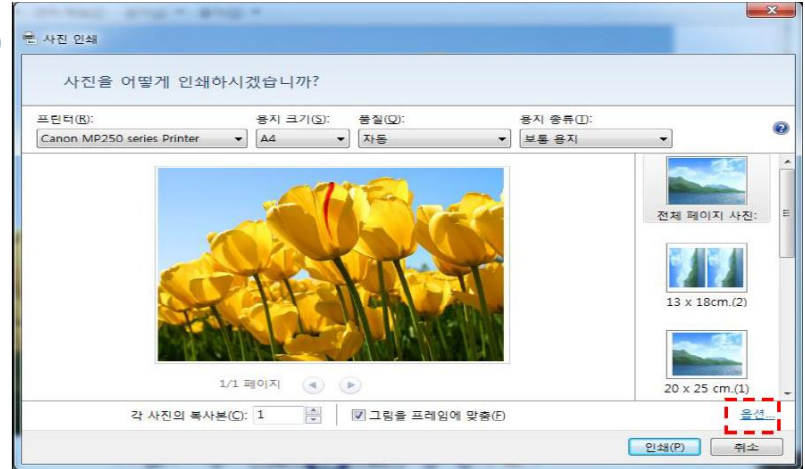 사진 인쇄
사진을 어떻게 인쇄하시겠습니까?
프린터(R): 용지 크기(S): 품질(Q): 용지 종류(T):
Canon MP250 series Printer A4 자동 보통 용지
전체 페이지 사진:
13 x 18cm.(2)
20 x 25 cm.(1)
1/1 페이지
각 사진의 복사본(C): 1 그림을 프레임에 맞춤(F) 옵션...
인쇄(P) 취소